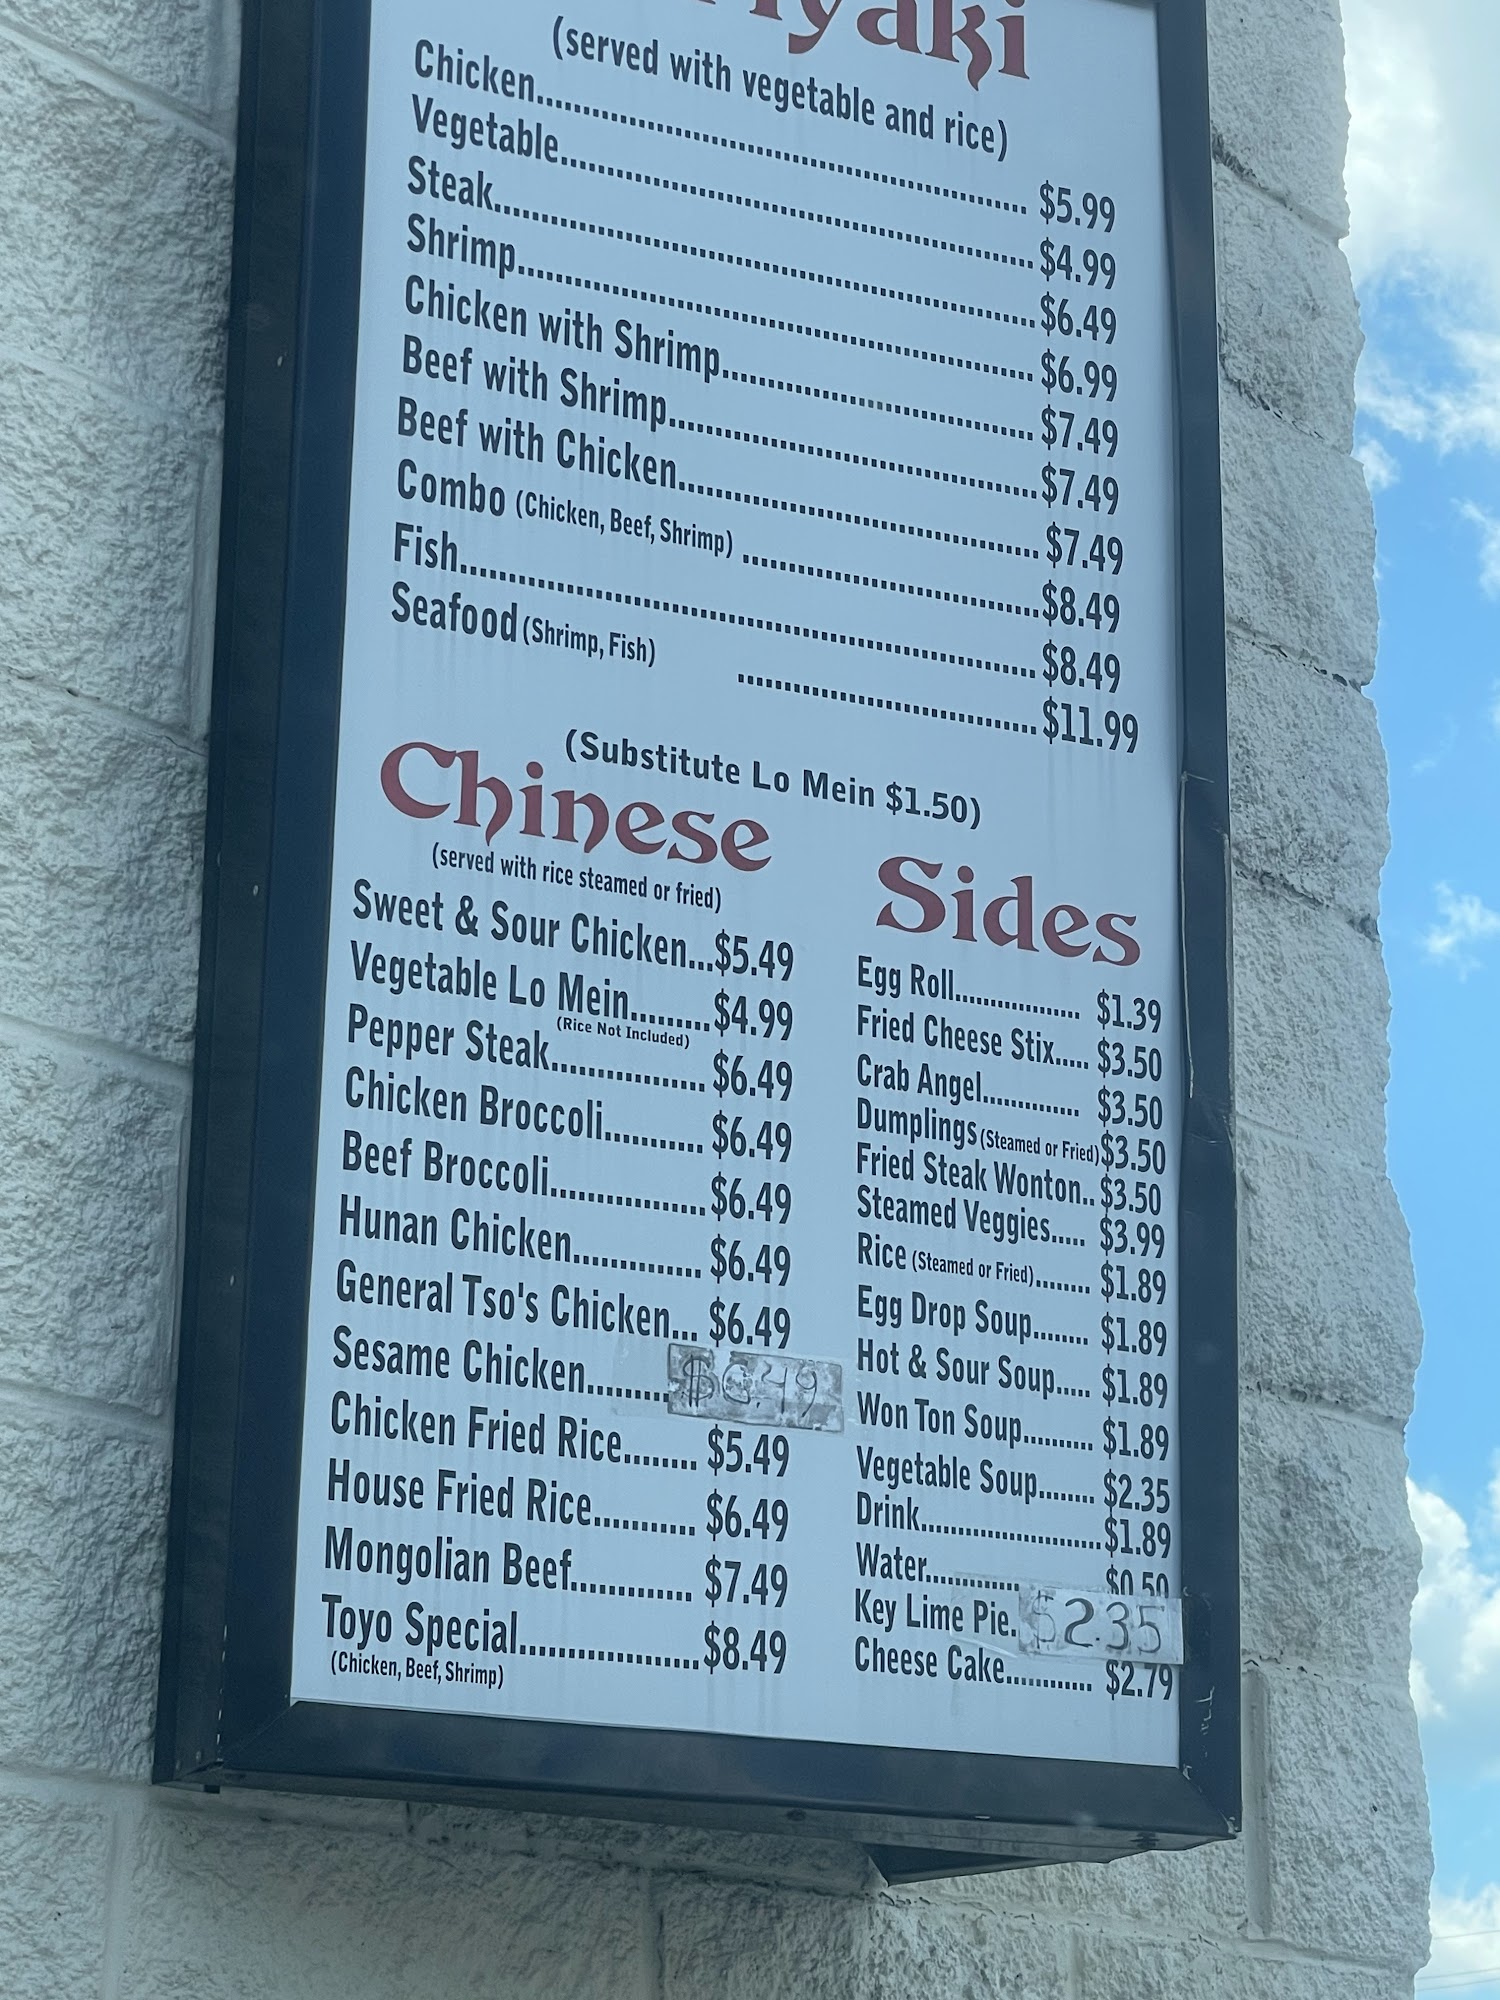 (served with vegetable and rice)
Chicken.......... $5.99
Vegetable.......... $4.99
Steak.......... $6.49
Shrimp.......... $6.99
Chicken with Shrimp.......... $7.49
Beef with Shrimp.......... $7.49
Beef with Chicken.......... $7.49
Combo (Chicken, Beef, Shrimp) .......... $8.49
Fish.......... $8.49
Seafood (Shrimp, Fish) .......... $11.99
(Substitute Lo Mein $1.50)
Chinese
(served with rice steamed or fried)
Sweet & Sour Chicken...$5.49
Vegetable Lo Mein.........$4.99
(Rice Not Included)
Pepper Steak.......... $6.49
Chicken Broccoli.......... $6.49
Beef Broccoli.......... $6.49
Hunan Chicken.......... $6.49
General Tso's Chicken... $6.49
Sesame Chicken......... $6.49
Chicken Fried Rice........ $5.49
House Fried Rice.......... $6.49
Mongolian Beef.......... $7.49
Toyo Special.......... $8.49
(Chicken, Beef, Shrimp)
Sides
Egg Roll.......... $1.39
Fried Cheese Stix..... $3.50
Crab Angel.......... $3.50
Dumplings (Steamed or Fried) $3.50
Fried Steak Wonton.. $3.50
Steamed Veggies..... $3.99
Rice (Steamed or Fried)........ $1.89
Egg Drop Soup........ $1.89
Hot & Sour Soup..... $1.89
Won Ton Soup.......... $1.89
Vegetable Soup........ $2.35
Drink.......... $1.89
Water.......... $0.50
Key Lime Pie. $2.35
Cheese Cake.......... $2.79